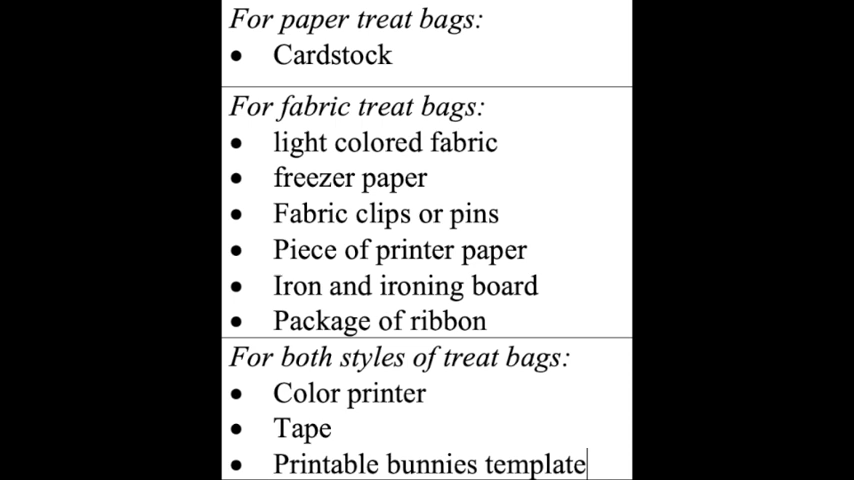 For paper treat bags:
• Cardstock
For fabric treat bags:
• light colored fabric
• freezer paper
• Fabric clips or pins
• Piece of printer paper
• Iron and ironing board
• Package of ribbon
For both styles of treat bags:
• Color printer
• Tape
• Printable bunnies template